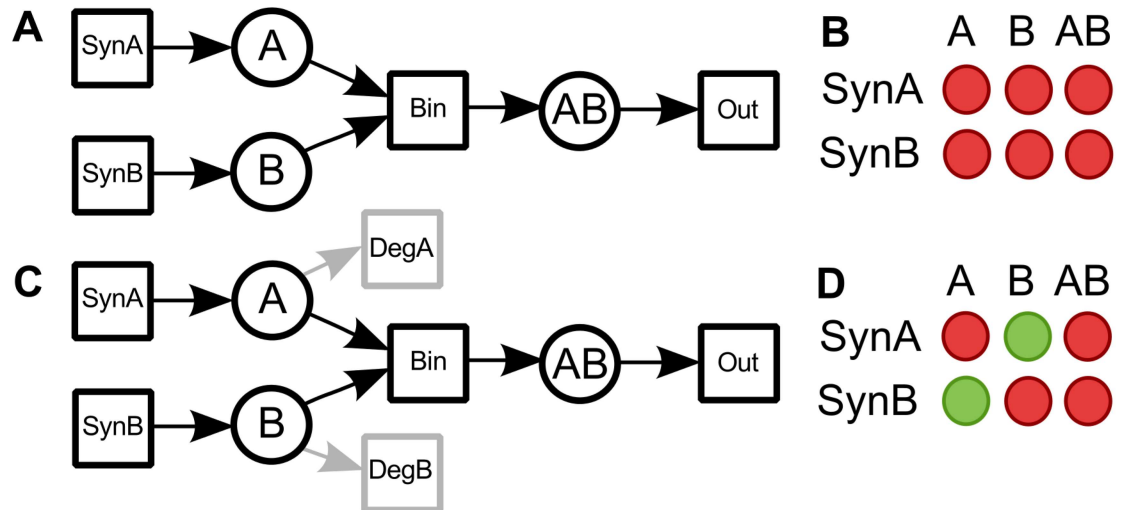 A
SynA
A
SynB
B
Bin
AB
Out
B
A B AB
SynA
SynB
C
SynA
A
DegA
SynB
B
DegB
Bin
AB
Out
D
A B AB
SynA
SynB